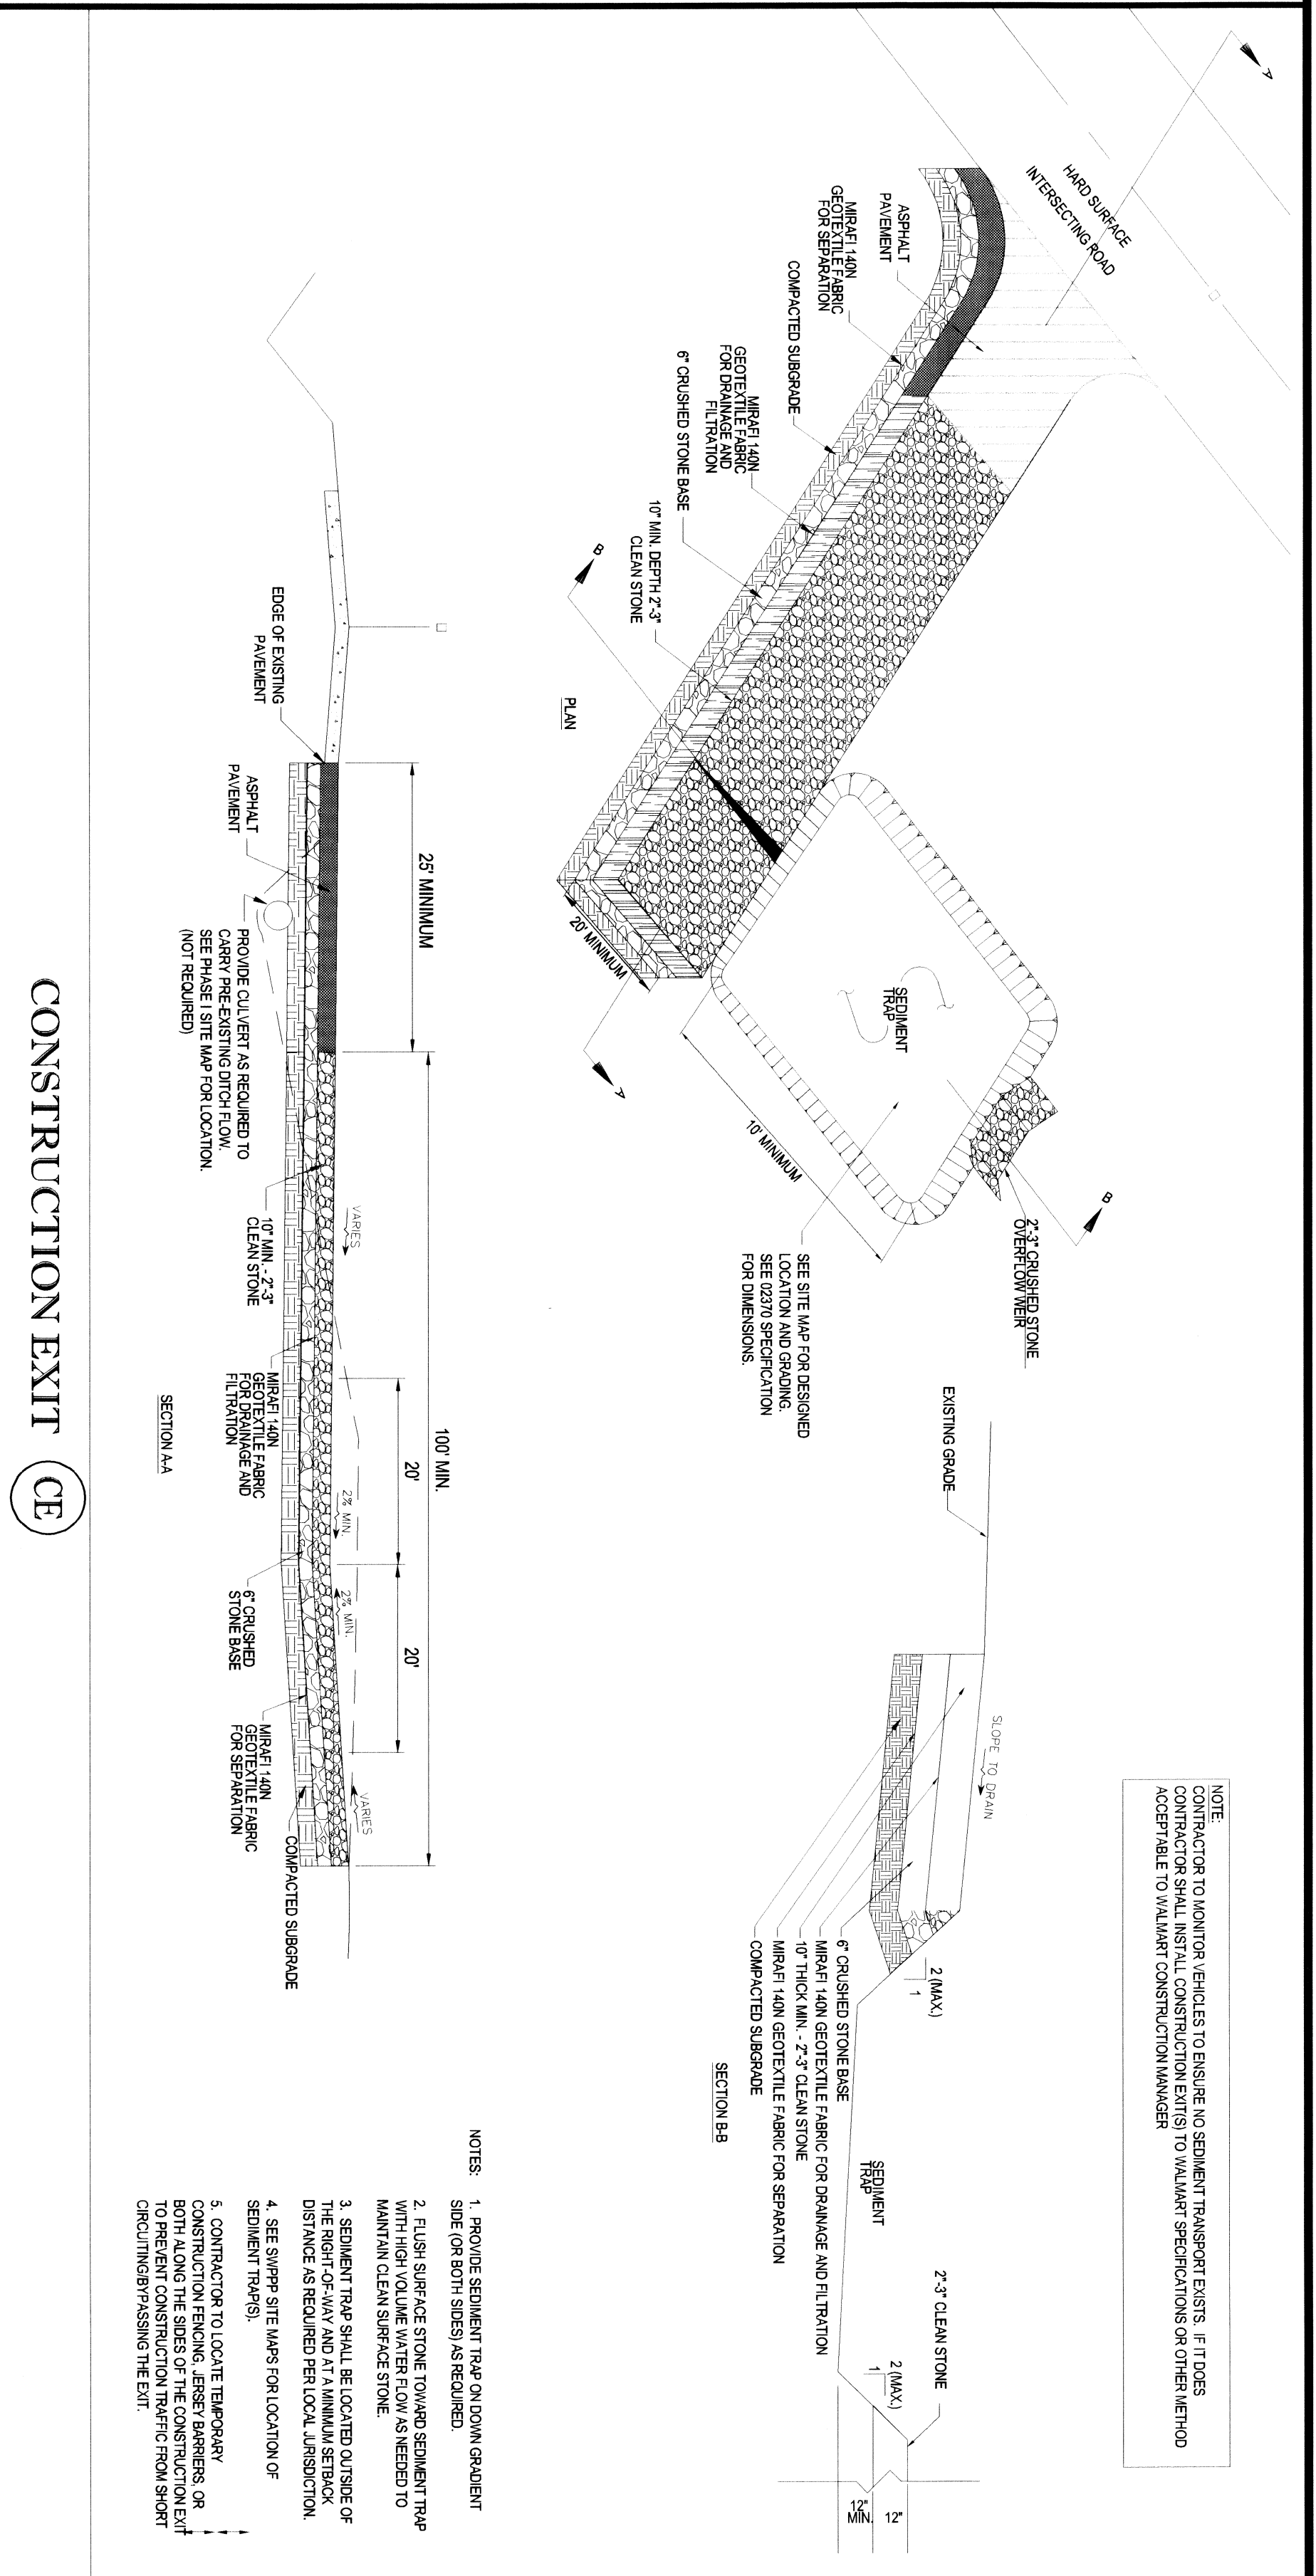 A
HARD SURFACE
INTERSECTING ROAD
ASPHALT
PAVEMENT
MIRAFI 140N
GEOTEXTILE FABRIC
FOR SEPARATION
COMPACTED SUBGRADE
MIRAFI 140N
GEOTEXTILE FABRIC
FOR DRAINAGE AND
FILTRATION
6" CRUSHED STONE BASE
10" MIN. DEPTH 2"-3"
CLEAN STONE
B
PLAN
20' MINIMUM
A
SEDIMENT
TRAP
10' MINIMUM
B
2"-3" CRUSHED STONE
OVERFLOW WEIR
SEE SITE MAP FOR DESIGNED
LOCATION AND GRADING.
SEE 02370 SPECIFICATION
FOR DIMENSIONS.
NOTE:
CONTRACTOR TO MONITOR VEHICLES TO ENSURE NO SEDIMENT TRANSPORT EXISTS. IF IT DOES
CONTRACTOR SHALL INSTALL CONSTRUCTION EXIT(S) TO WALMART SPECIFICATIONS OR OTHER METHOD
ACCEPTABLE TO WALMART CONSTRUCTION MANAGER
EXISTING GRADE
SLOPE TO DRAIN
2 (MAX.)
1
6" CRUSHED STONE BASE
MIRAFI 140N GEOTEXTILE FABRIC FOR DRAINAGE AND FILTRATION
10" THICK MIN. - 2"-3" CLEAN STONE
MIRAFI 140N GEOTEXTILE FABRIC FOR SEPARATION
COMPACTED SUBGRADE
SEDIMENT
TRAP
2"-3" CLEAN STONE
2 (MAX.)
1
12"
12"
MIN.
SECTION B-B
EDGE OF EXISTING
PAVEMENT
25' MINIMUM
ASPHALT
PAVEMENT
PROVIDE CULVERT AS REQUIRED TO
CARRY PRE-EXISTING DITCH FLOW.
SEE PHASE I SITE MAP FOR LOCATION.
(NOT REQUIRED)
100' MIN.
20'
20'
VARIES
2% MIN.
2% MIN.
VARIES
10" MIN. - 2"-3"
CLEAN STONE
MIRAFI 140N
GEOTEXTILE FABRIC
FOR DRAINAGE AND
FILTRATION
6" CRUSHED
STONE BASE
MIRAFI 140N
GEOTEXTILE FABRIC
FOR SEPARATION
COMPACTED SUBGRADE
SECTION A-A
NOTES:
1. PROVIDE SEDIMENT TRAP ON DOWN GRADIENT
SIDE (OR BOTH SIDES) AS REQUIRED.
2. FLUSH SURFACE STONE TOWARD SEDIMENT TRAP
WITH HIGH VOLUME WATER FLOW AS NEEDED TO
MAINTAIN CLEAN SURFACE STONE.
3. SEDIMENT TRAP SHALL BE LOCATED OUTSIDE OF
THE RIGHT-OF-WAY AND AT A MINIMUM SETBACK
DISTANCE AS REQUIRED PER LOCAL JURISDICTION.
4. SEE SWPPP SITE MAPS FOR LOCATION OF
SEDIMENT TRAP(S).
5. CONTRACTOR TO LOCATE TEMPORARY
CONSTRUCTION FENCING, JERSEY BARRIERS, OR
BOTH ALONG THE SIDES OF THE CONSTRUCTION EXIT
TO PREVENT CONSTRUCTION TRAFFIC FROM SHORT
CIRCUITING/BYPASSING THE EXIT.
CONSTRUCTION EXIT
CE